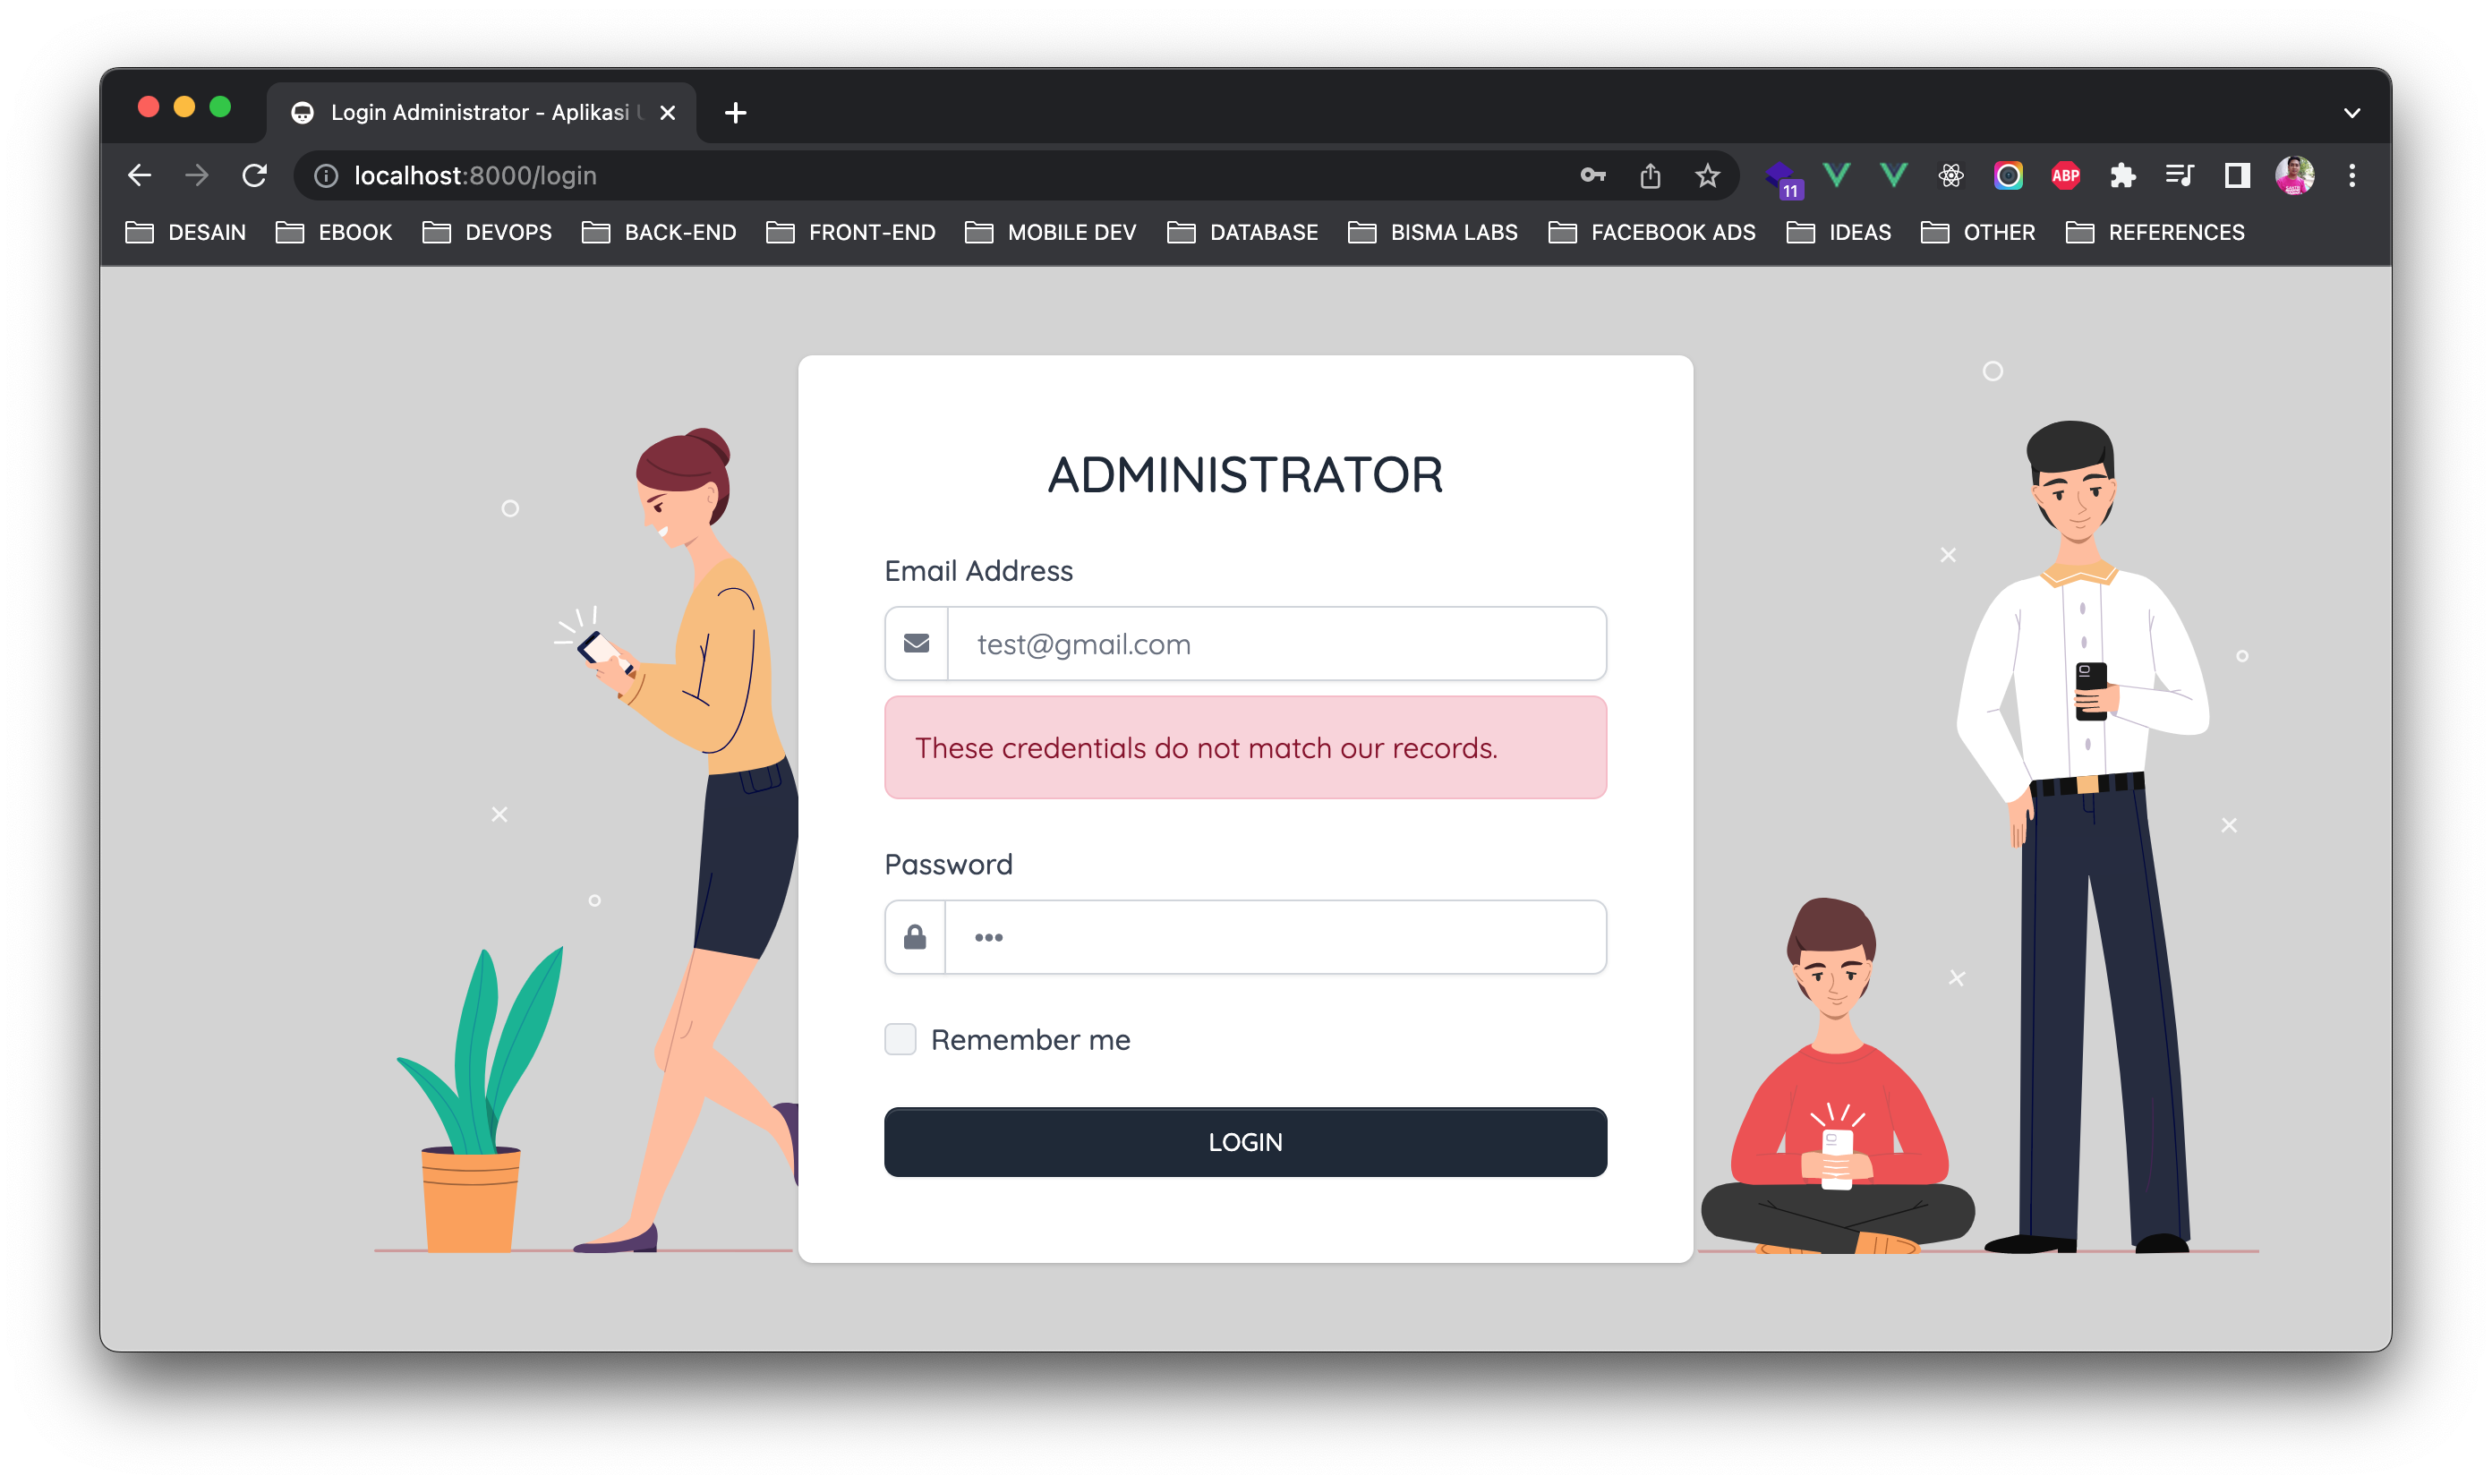 Login Administrator - Aplikasi
localhost:8000/login
11
ABP
DESAIN EBOOK DEVOPS BACK-END FRONT-END MOBILE DEV DATABASE BISMA LABS FACEBOOK ADS IDEAS OTHER REFERENCES
ADMINISTRATOR
Email Address
test@gmail.com
These credentials do not match our records.
Password
•••
Remember me
LOGIN